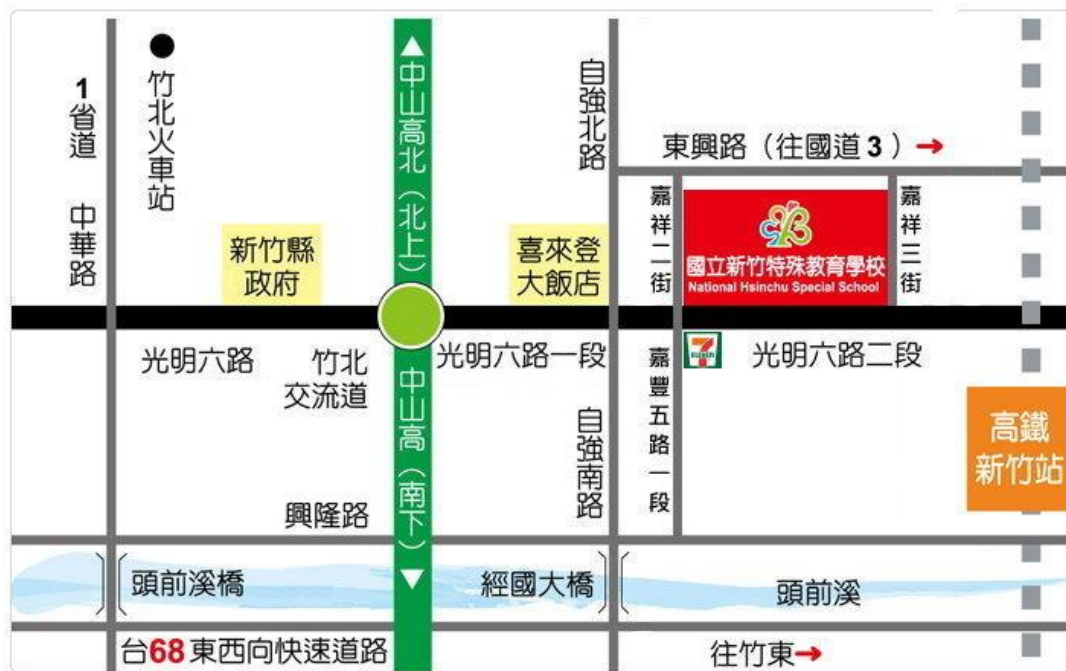 1省道 中華路
竹北火車站
中山高北(北上)
自強北路
東興路(往國道3)
新竹縣
政府
喜來登
大飯店
嘉祥二街
國立新竹特殊教育學校
National Hsinchu Special School
嘉祥三街
光明六路
竹北
交流道
中山高(南下)
光明六路一段
自強南路
嘉豐五路一段
7
ELEVEN
光明六路二段
高鐵
新竹站
興隆路
頭前溪橋
經國大橋
頭前溪
台68東西向快速道路
往竹東